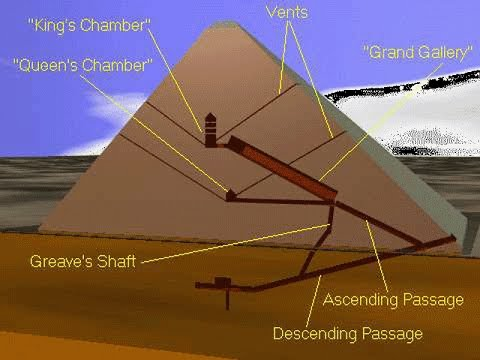 "King's Chamber"
Vents
"Grand Gallery"
"Queen's Chamber"
Greave's Shaft
Ascending Passage
Descending Passage